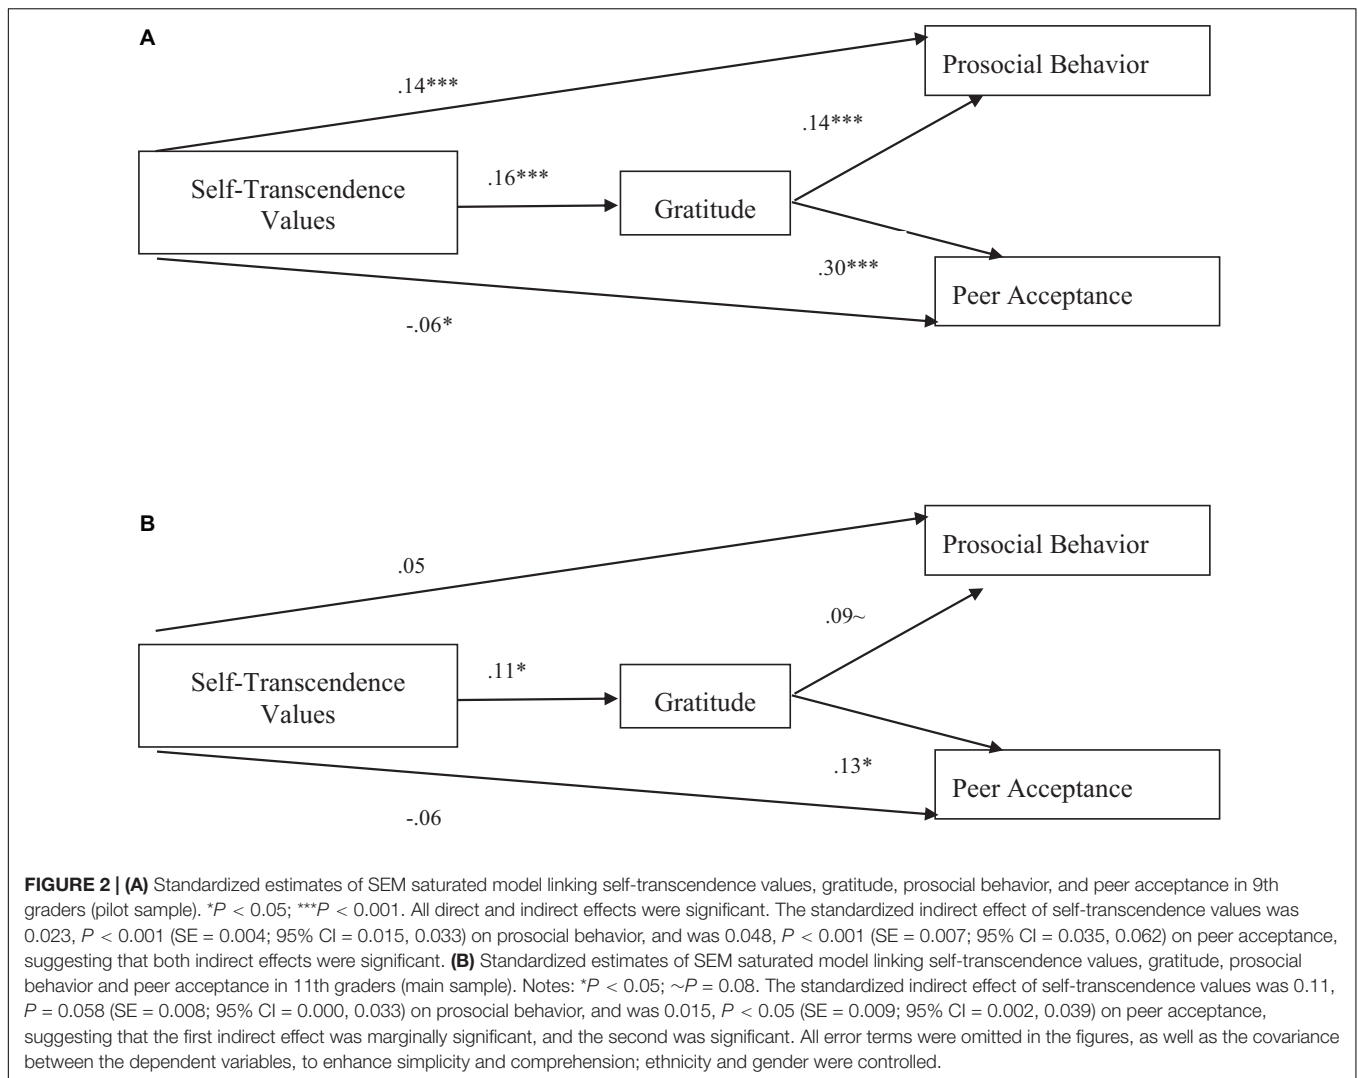 A
Prosocial Behavior
.14***
.14***
Self-Transcendence
Values
.16***
Gratitude
.30***
Peer Acceptance
-.06*
B
Prosocial Behavior
.05
.09~
Self-Transcendence
Values
.11*
Gratitude
.13*
Peer Acceptance
-.06
FIGURE 2 | (A) Standardized estimates of SEM saturated model linking self-transcendence values, gratitude, prosocial behavior, and peer acceptance in 9th
graders (pilot sample). *P < 0.05; ***P < 0.001. All direct and indirect effects were significant. The standardized indirect effect of self-transcendence values was
0.023, P < 0.001 (SE = 0.004; 95% CI = 0.015, 0.033) on prosocial behavior, and was 0.048, P < 0.001 (SE = 0.007; 95% CI = 0.035, 0.062) on peer acceptance,
suggesting that both indirect effects were significant. (B) Standardized estimates of SEM saturated model linking self-transcendence values, gratitude, prosocial
behavior and peer acceptance in 11th graders (main sample). Notes: *P < 0.05; ~P = 0.08. The standardized indirect effect of self-transcendence values was 0.11,
P = 0.058 (SE = 0.008; 95% CI = 0.000, 0.033) on prosocial behavior, and was 0.015, P < 0.05 (SE = 0.009; 95% CI = 0.002, 0.039) on peer acceptance,
suggesting that the first indirect effect was marginally significant, and the second was significant. All error terms were omitted in the figures, as well as the covariance
between the dependent variables, to enhance simplicity and comprehension; ethnicity and gender were controlled.